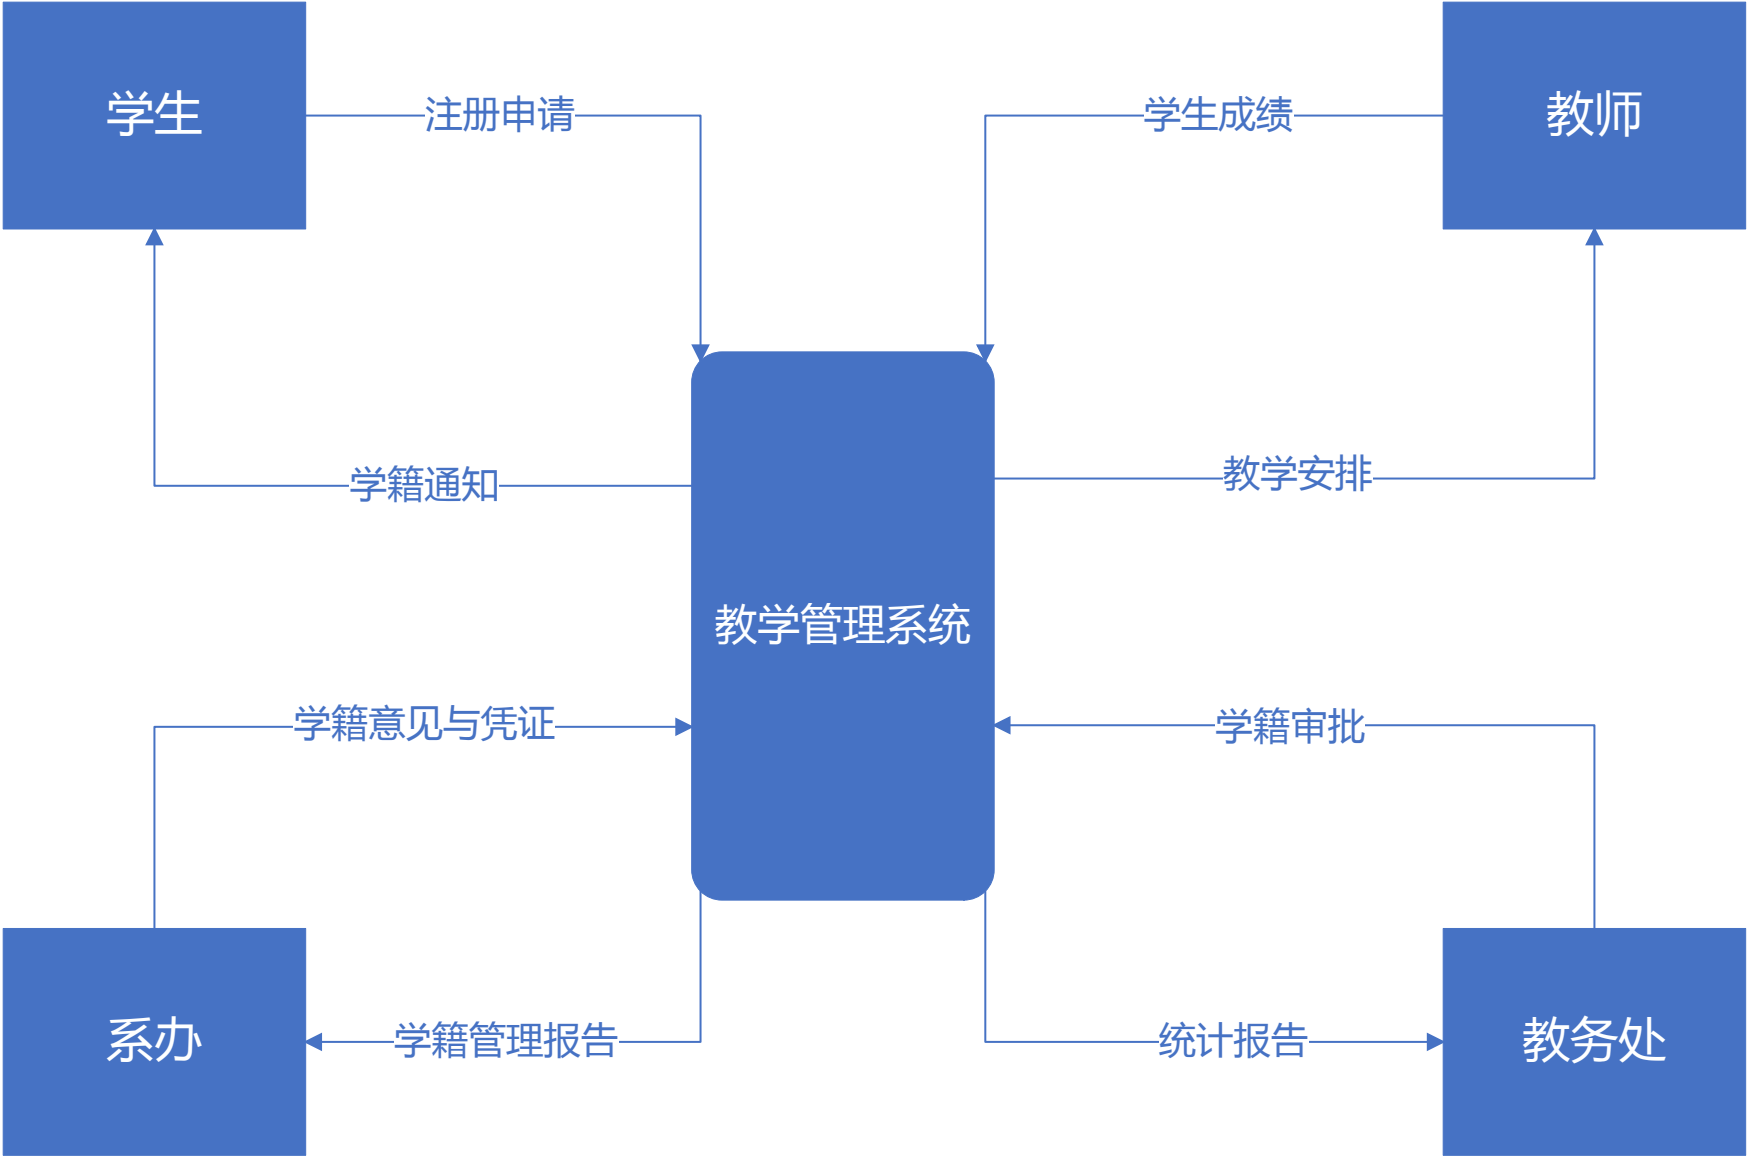 学生
注册申请
学生成绩
教师
学籍通知
教学安排
教学管理系统
学籍意见与凭证
学籍审批
系办
学籍管理报告
统计报告
教务处